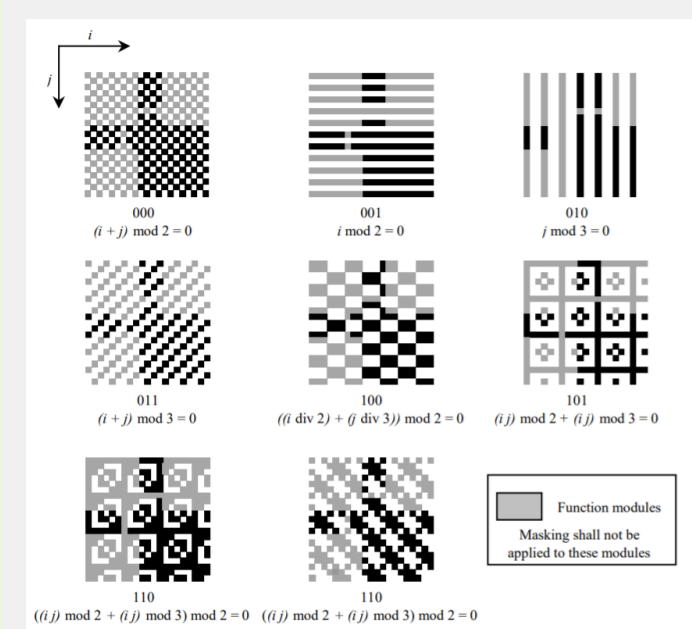 i
j
000
001
010
(i + j) mod 2 = 0
i mod 2 = 0
j mod 3 = 0
011
100
101
(i + j) mod 3 = 0
((i div 2) + (j div 3)) mod 2 = 0
(i j) mod 2 + (i j) mod 3 = 0
Function modules
Masking shall not be
applied to these modules
110
110
((i j) mod 2 + (i j) mod 3) mod 2 = 0
((i j) mod 2 + (i j) mod 3) mod 2 = 0